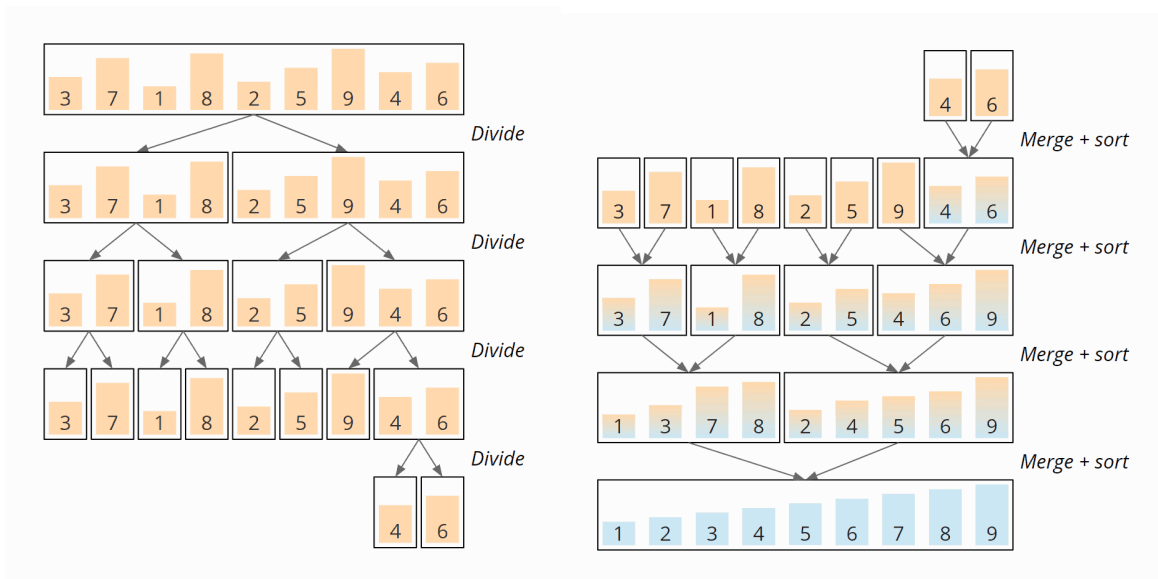 3 7 1 8 2 5 9 4 6
Divide
3 7 1 8 2 5 9 4 6
Divide
3 7 1 8 2 5 9 4 6
Divide
3 7 1 8 2 5 9 4 6
Divide
4 6
4 6
Merge + sort
3 7 1 8 2 5 9 4 6
Merge + sort
3 7 1 8 2 5 4 6 9
Merge + sort
1 3 7 8 2 4 5 6 9
Merge + sort
1 2 3 4 5 6 7 8 9